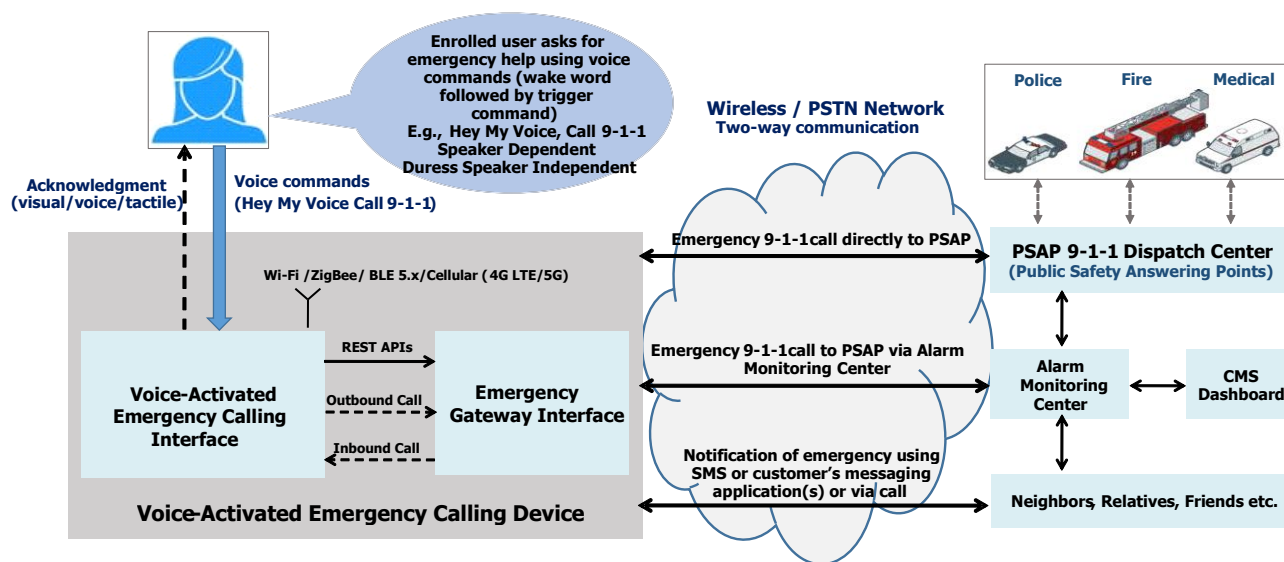 Enrolled user asks for
emergency help using voice
commands (wake word
followed by trigger
command)
E.g., Hey My Voice, Call 9-1-1
Speaker Dependent
Duress Speaker Independent
Acknowledgment
(visual/voice/tactile)
Voice commands
(Hey My Voice Call 9-1-1)
Wi-Fi /ZigBee/ BLE 5.x/Cellular (4G LTE/5G)
Voice-Activated
Emergency Calling
Interface
REST APIs
Outbound Call
Inbound Call
Emergency
Gateway Interface
Voice-Activated Emergency Calling Device
Wireless / PSTN Network
Two-way communication
Emergency 9-1-1call directly to PSAP
Emergency 9-1-1call to PSAP via Alarm
Monitoring Center
Notification of emergency using
SMS or customer’s messaging
application(s) or via call
Police Fire Medical
PSAP 9-1-1 Dispatch Center
(Public Safety Answering Points)
Alarm
Monitoring
Center
CMS
Dashboard
Neighbors, Relatives, Friends etc.